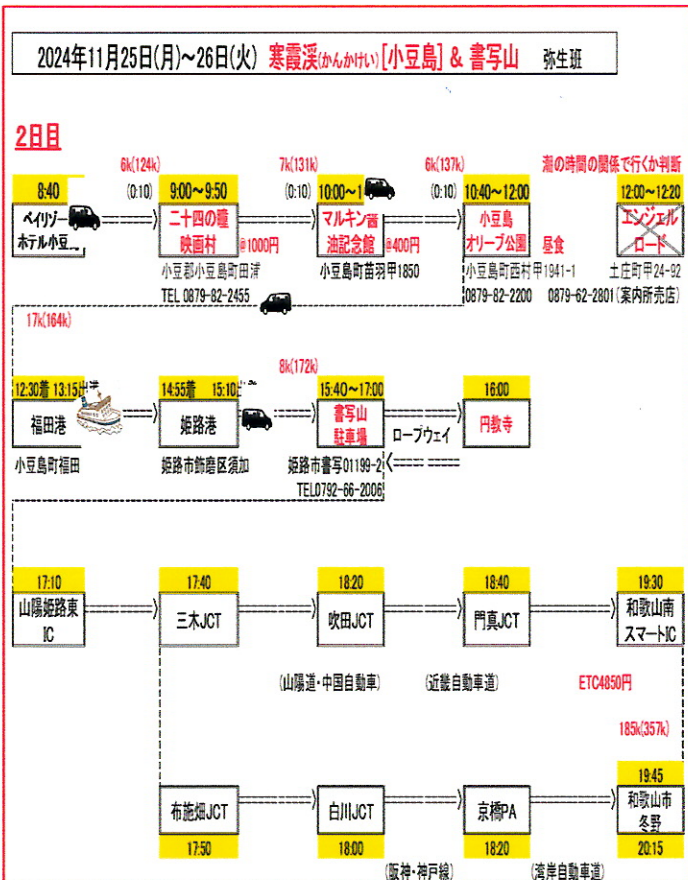 2024年11月25日(月)~26日(火) 寒霞渓(かんかけい)[小豆島] & 書写山 弥生班
2日目
6k(124k) 7k(131k) 6k(137k) 潮の時間の関係で行くか判断
8:40 (0:10) 9:00~9:50 (0:10) 10:00~1 (0:10) 10:40~12:00 12:00~12:20
ベイリゾー 二十四の瞳 マルキン醤 小豆島 エンジェル
ホテル小豆 映画村 @1000円 油記念館 @400円 オリーブ公園 昼食 ロード
小豆郡小豆島町田浦 小豆島町苗羽甲1850 小豆島町西村甲1941-1 土庄町甲24-92
TEL 0879-82-2455 0879-82-2200 0879-62-2801(案内所売店)
17k(164k)
8k(172k)
12:30着 13:15出 14:55着 15:10 15:40~17:00 16:00
福田港 姫路港 書写山 円教寺
駐車場 ロープウェイ
小豆島町福田 姫路市飾磨区須加 姫路市書写01199-2
TEL0792-66-2006
17:10 17:40 18:20 18:40 19:30
山陽姫路東 三木JCT 吹田JCT 門真JCT 和歌山南
IC スマートIC
(山陽道・中国自動車) (近畿自動車道) ETC4850円
185k(357k)
19:45
布施畑JCT 白川JCT 京橋PA 和歌山市
冬野
17:50 18:00 18:20 20:15
(阪神・神戸線) (湾岸自動車道)